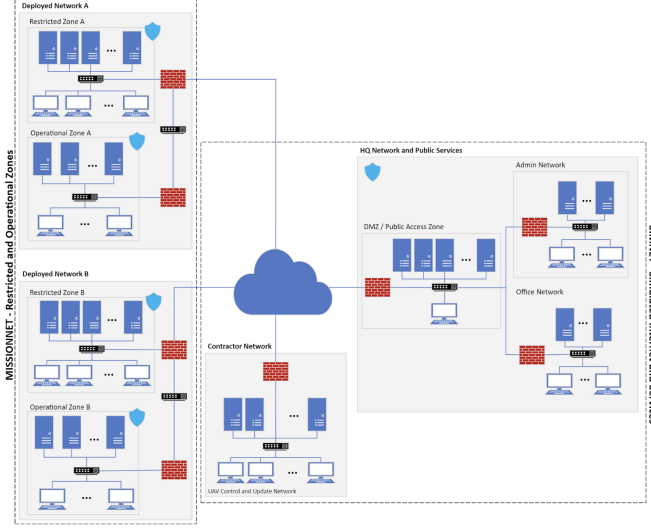 Deployed Network A
Restricted Zone A
...
...
Operational Zone A
...
...
MISSIONNET - Restricted and Operational Zones
Deployed Network B
Restricted Zone B
...
...
Operational Zone B
...
...
HQ Network and Public Services
DMZ / Public Access Zone
...
Admin Network
...
...
Office Network
...
...
Contractor Network
...
...
UAV Control and Update Network